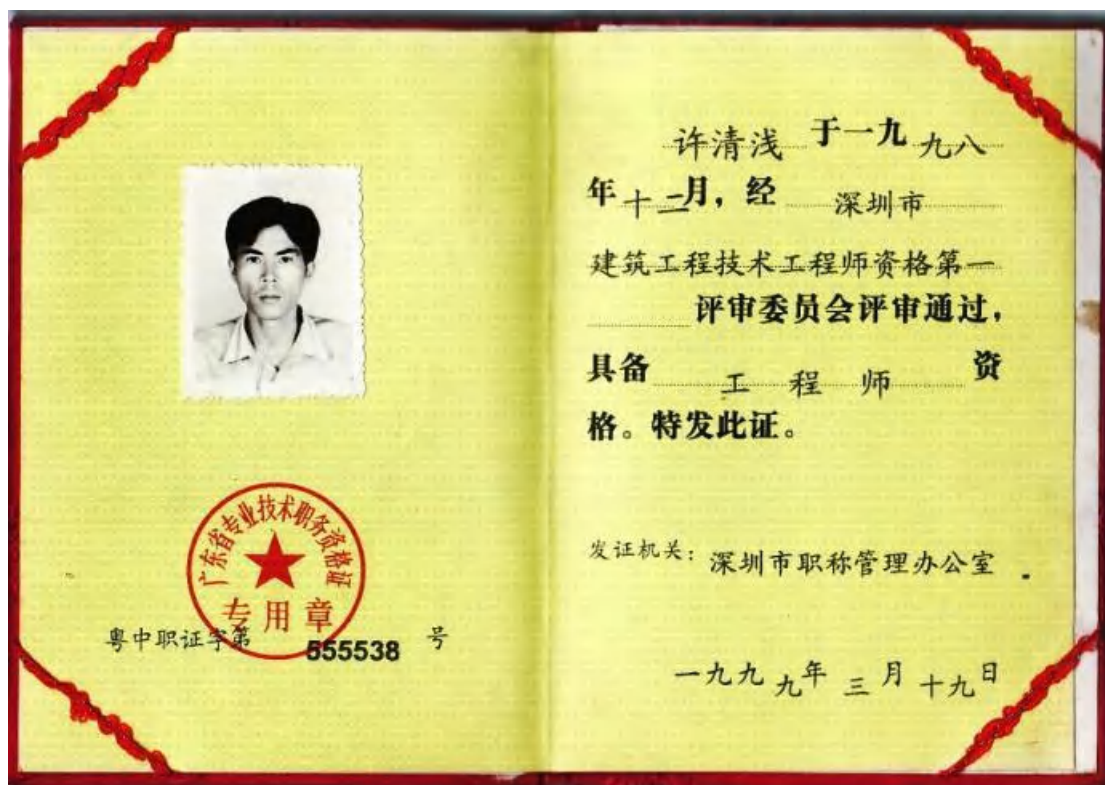 广东省专业技术职务资格证
专用章
粤中职证字第 555538 号
许清浅 于一九九八
年十二月，经 深圳市
建筑工程技术工程师资格第一
评审委员会评审通过，
具备 工程师 资
格。特发此证。
发证机关：深圳市职称管理办公室
一九九九年三月十九日